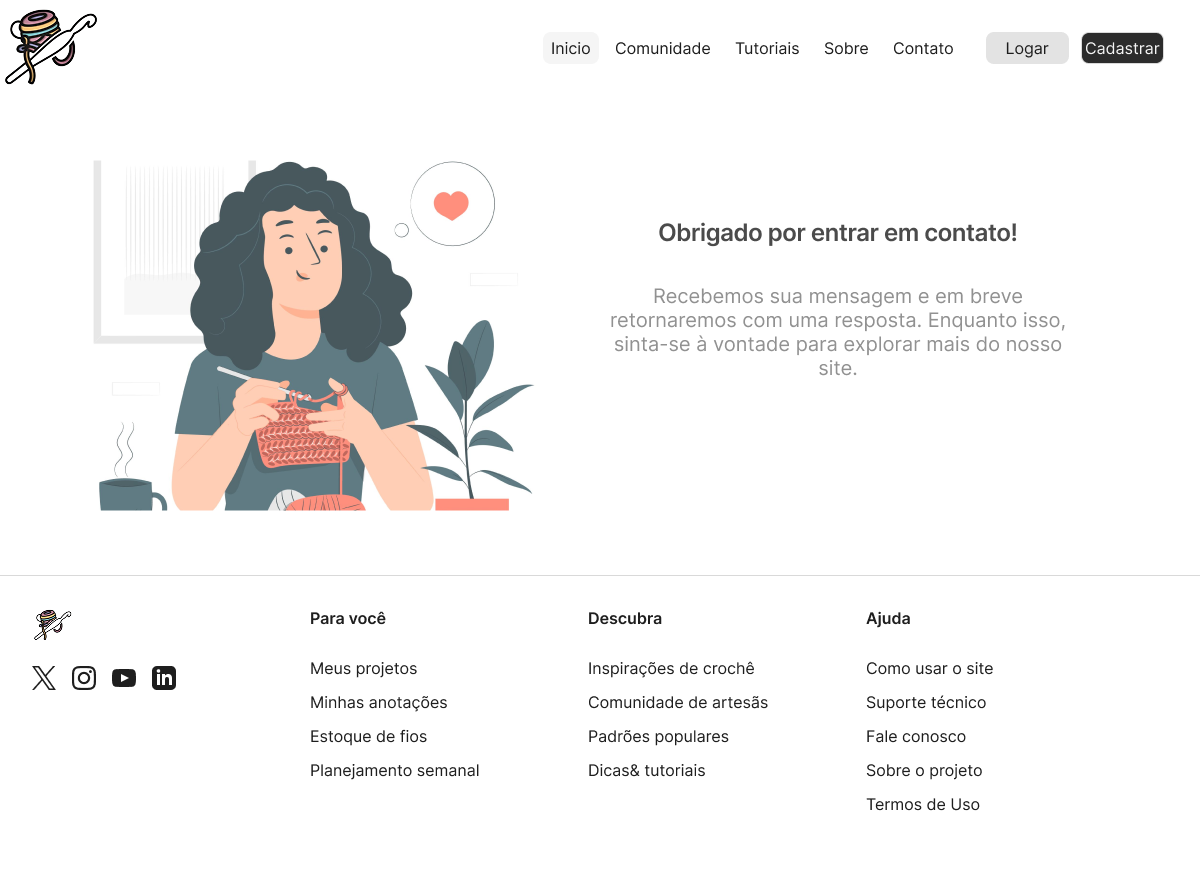 Inicio Comunidade Tutoriais Sobre Contato Logar Cadastrar
Obrigado por entrar em contato!
Recebemos sua mensagem e em breve
retornaremos com uma resposta. Enquanto isso,
sinta-se à vontade para explorar mais do nosso
site.
Para você
Meus projetos
Minhas anotações
Estoque de fios
Planejamento semanal
Descubra
Inspirações de crochê
Comunidade de artesãs
Padrões populares
Dicas& tutoriais
Ajuda
Como usar o site
Suporte técnico
Fale conosco
Sobre o projeto
Termos de Uso